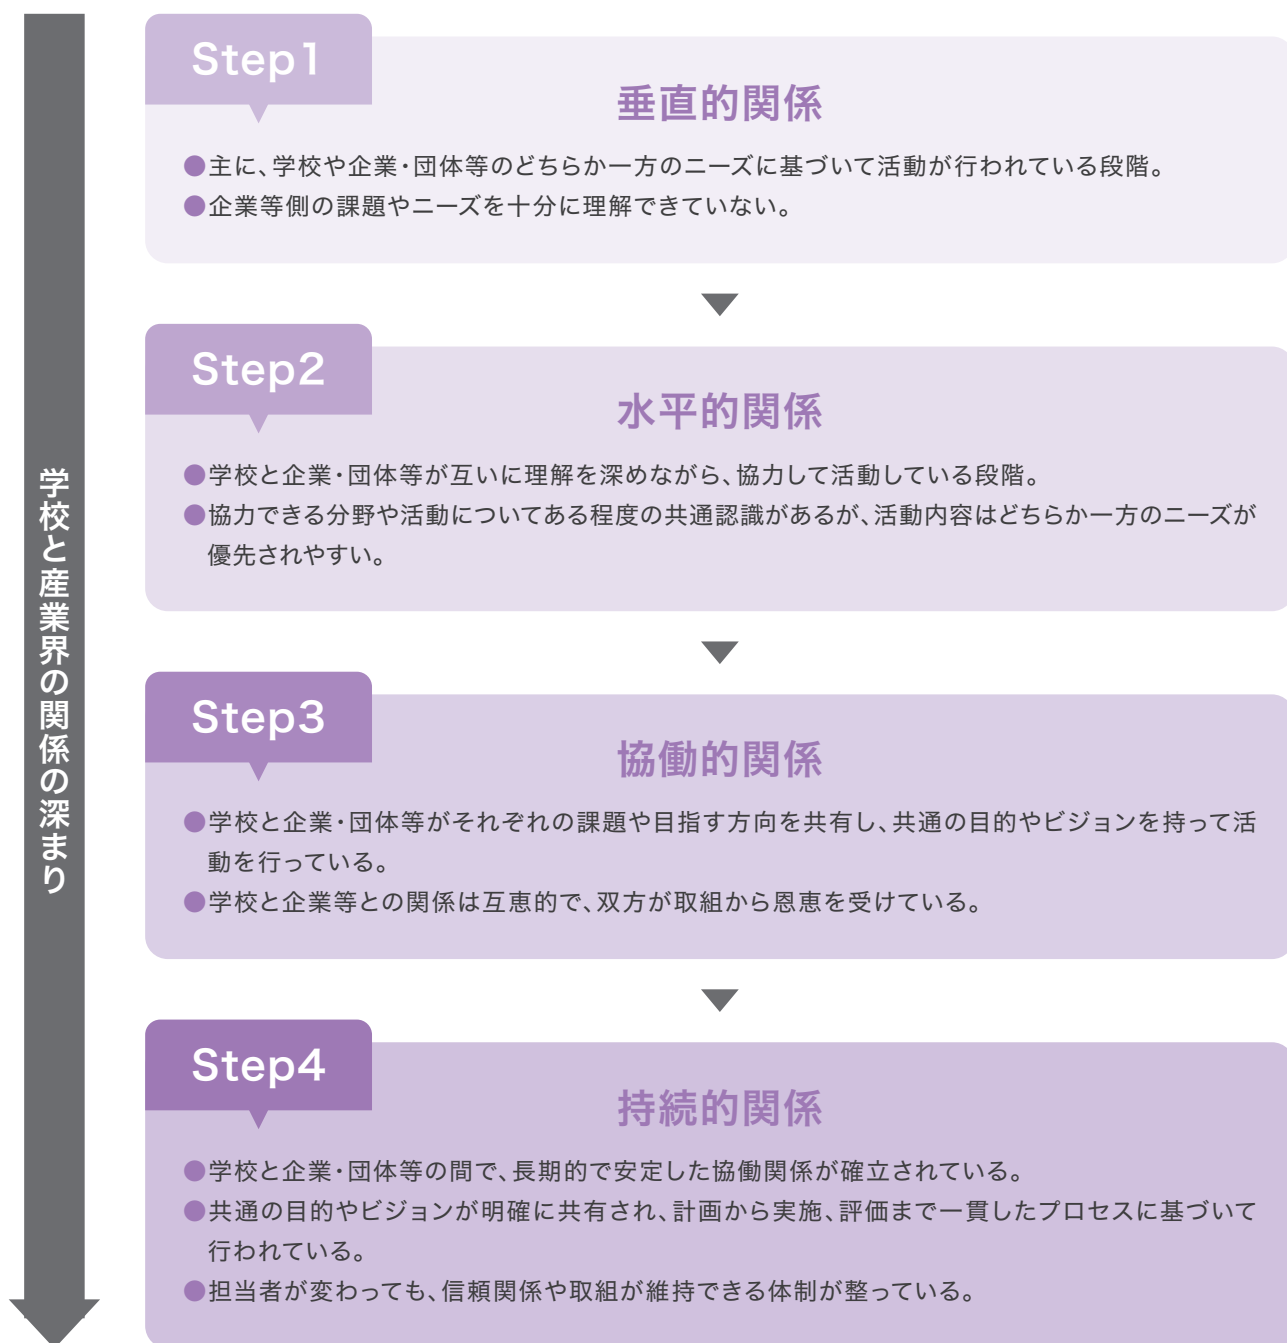 学校と産業界の関係の深まり
Step1
垂直的関係
●主に、学校や企業・団体等のどちらか一方のニーズに基づいて活動が行われている段階。
●企業等側の課題やニーズを十分に理解できていない。
Step2
水平的関係
●学校と企業・団体等が互いに理解を深めながら、協力して活動している段階。
●協力できる分野や活動についてある程度の共通認識があるが、活動内容はどちらか一方のニーズが
優先されやすい。
Step3
協働的関係
●学校と企業・団体等がそれぞれの課題や目指す方向を共有し、共通の目的やビジョンを持って活
動を行っている。
●学校と企業等との関係は互恵的で、双方が取組から恩恵を受けている。
Step4
持続的関係
●学校と企業・団体等の間で、長期的で安定した協働関係が確立されている。
●共通の目的やビジョンが明確に共有され、計画から実施、評価まで一貫したプロセスに基づいて
行われている。
●担当者が変わっても、信頼関係や取組が維持できる体制が整っている。